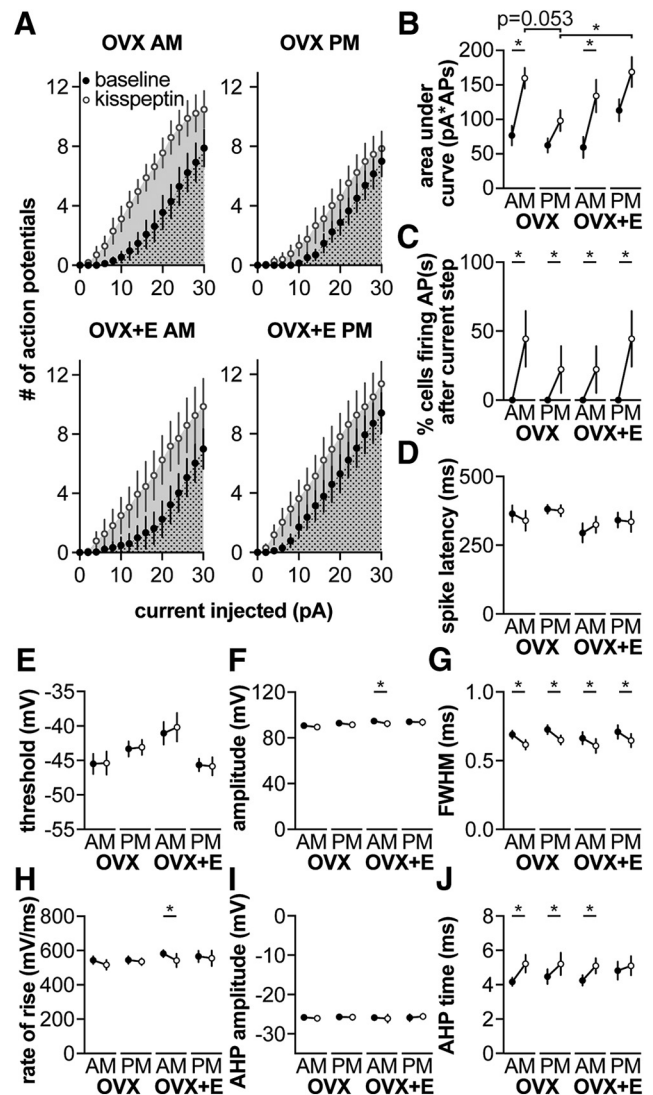 A
OVX AM
OVX PM
baseline
kisspeptin
12
8
4
0
0 10 20 30
0 10 20 30
OVX+E AM
OVX+E PM
12
8
4
0
0 10 20 30
0 10 20 30
# of action potentials
current injected (pA)
B
p=0.053
*
* *
area under
curve (pA*APs)
200
150
100
50
0
AM PM AM PM
OVX OVX+E
C
* * * *
% cells firing AP(s)
after current step
100
50
0
AM PM AM PM
OVX OVX+E
D
spike latency (ms)
500
250
0
AM PM AM PM
OVX OVX+E
E
threshold (mV)
-35
-40
-45
-50
-55
AM PM AM PM
OVX OVX+E
F
*
amplitude (mV)
120
80
40
0
AM PM AM PM
OVX OVX+E
G
* * * *
FWHM (ms)
1.0
0.5
0.0
AM PM AM PM
OVX OVX+E
H
*
rate of rise (mV/ms)
800
600
400
200
0
AM PM AM PM
OVX OVX+E
I
AHP amplitude (mV)
0
-10
-20
-30
AM PM AM PM
OVX OVX+E
J
* * *
AHP time (ms)
8
6
4
2
0
AM PM AM PM
OVX OVX+E